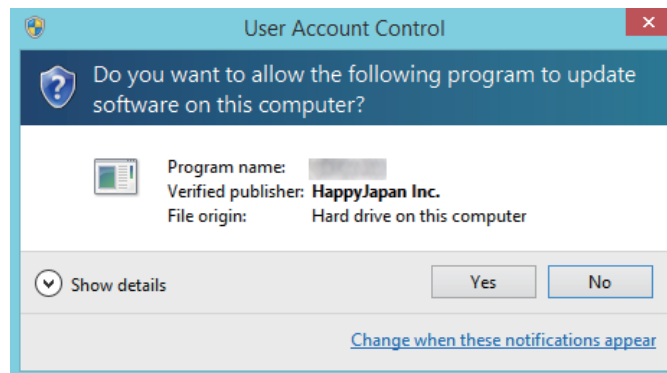 User Account Control
Do you want to allow the following program to update
software on this computer?
Program name:
Verified publisher: HappyJapan Inc.
File origin: Hard drive on this computer
Show details
Yes
No
Change when these notifications appear